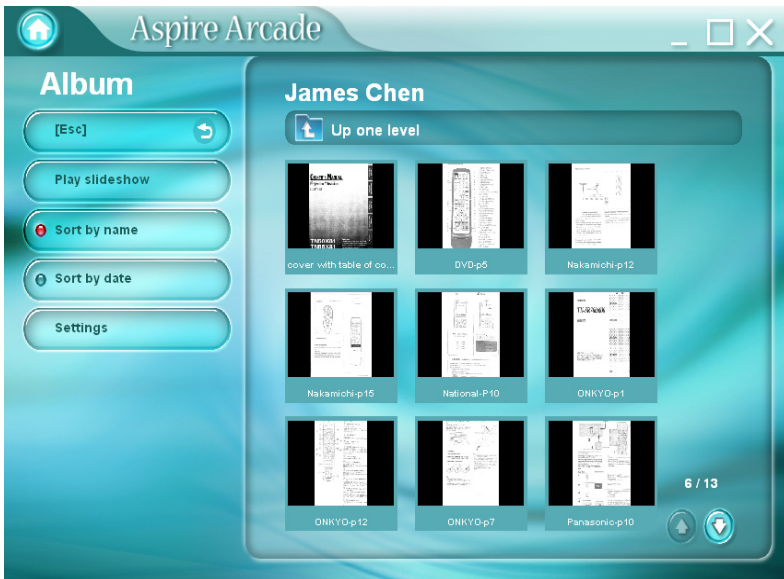 Aspire Arcade
Album
[Esc]
Play slideshow
Sort by name
Sort by date
Settings
James Chen
Up one level
cover with table of co...
DVD-p5
Nakamichi-p12
Nakamichi-p15
National-P10
ONKYO-p1
ONKYO-p12
ONKYO-p7
Panasonic-p10
6 / 13